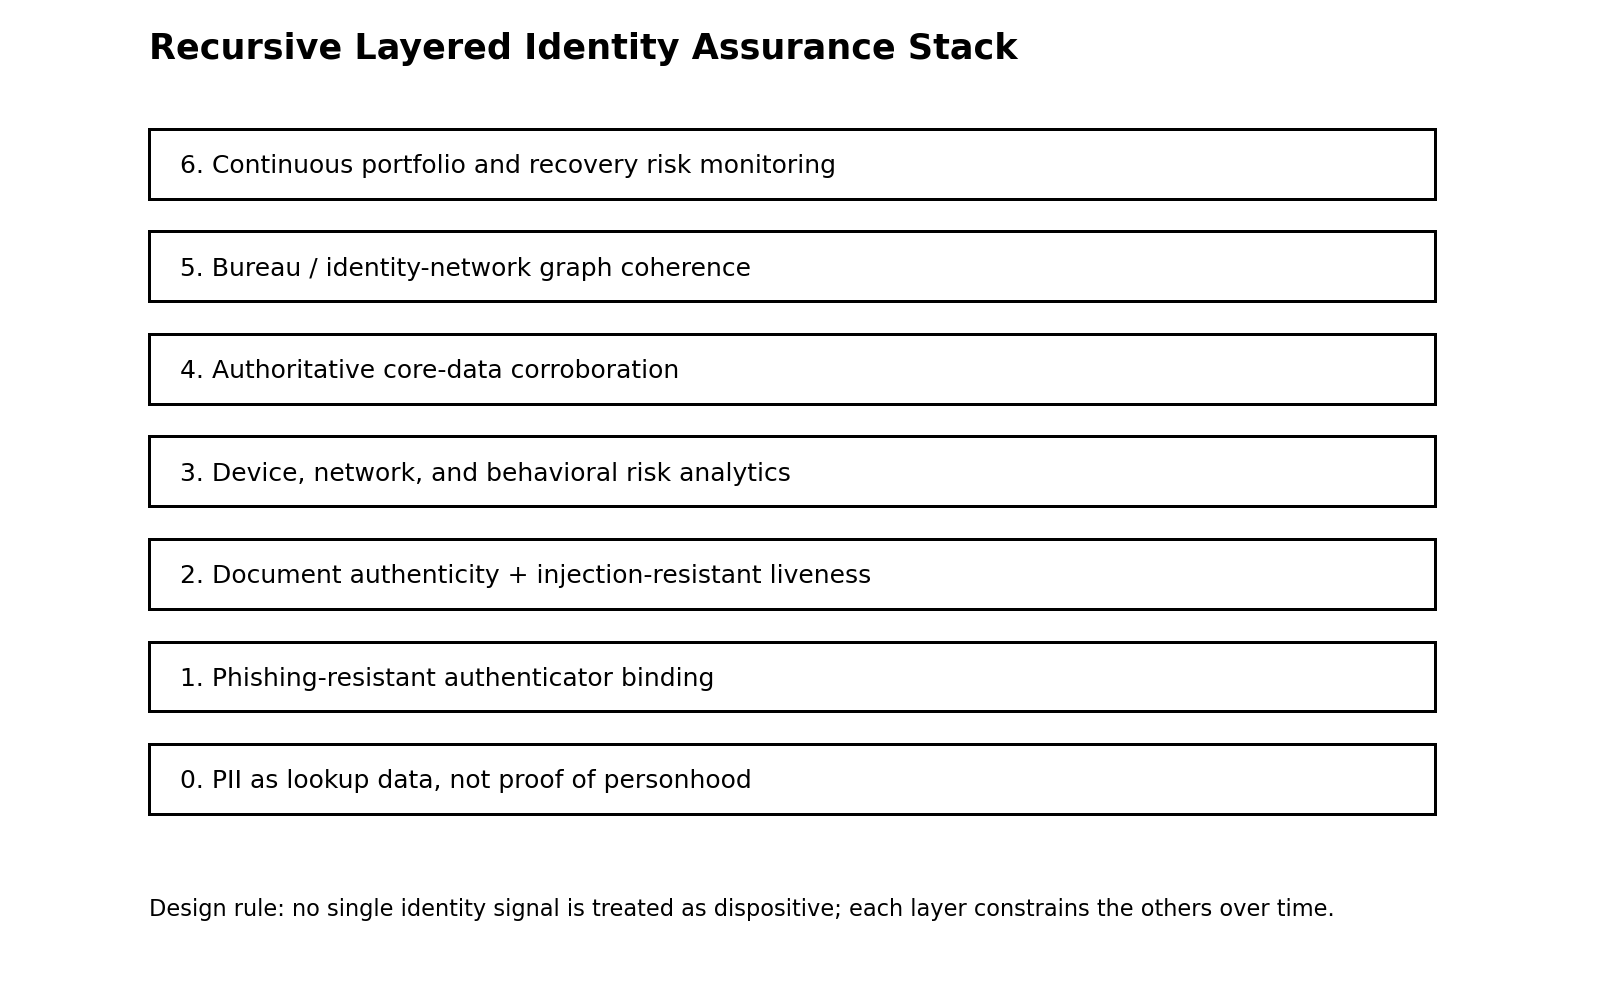 Recursive Layered Identity Assurance Stack
6. Continuous portfolio and recovery risk monitoring
5. Bureau / identity-network graph coherence
4. Authoritative core-data corroboration
3. Device, network, and behavioral risk analytics
2. Document authenticity + injection-resistant liveness
1. Phishing-resistant authenticator binding
0. PII as lookup data, not proof of personhood
Design rule: no single identity signal is treated as dispositive; each layer constrains the others over time.